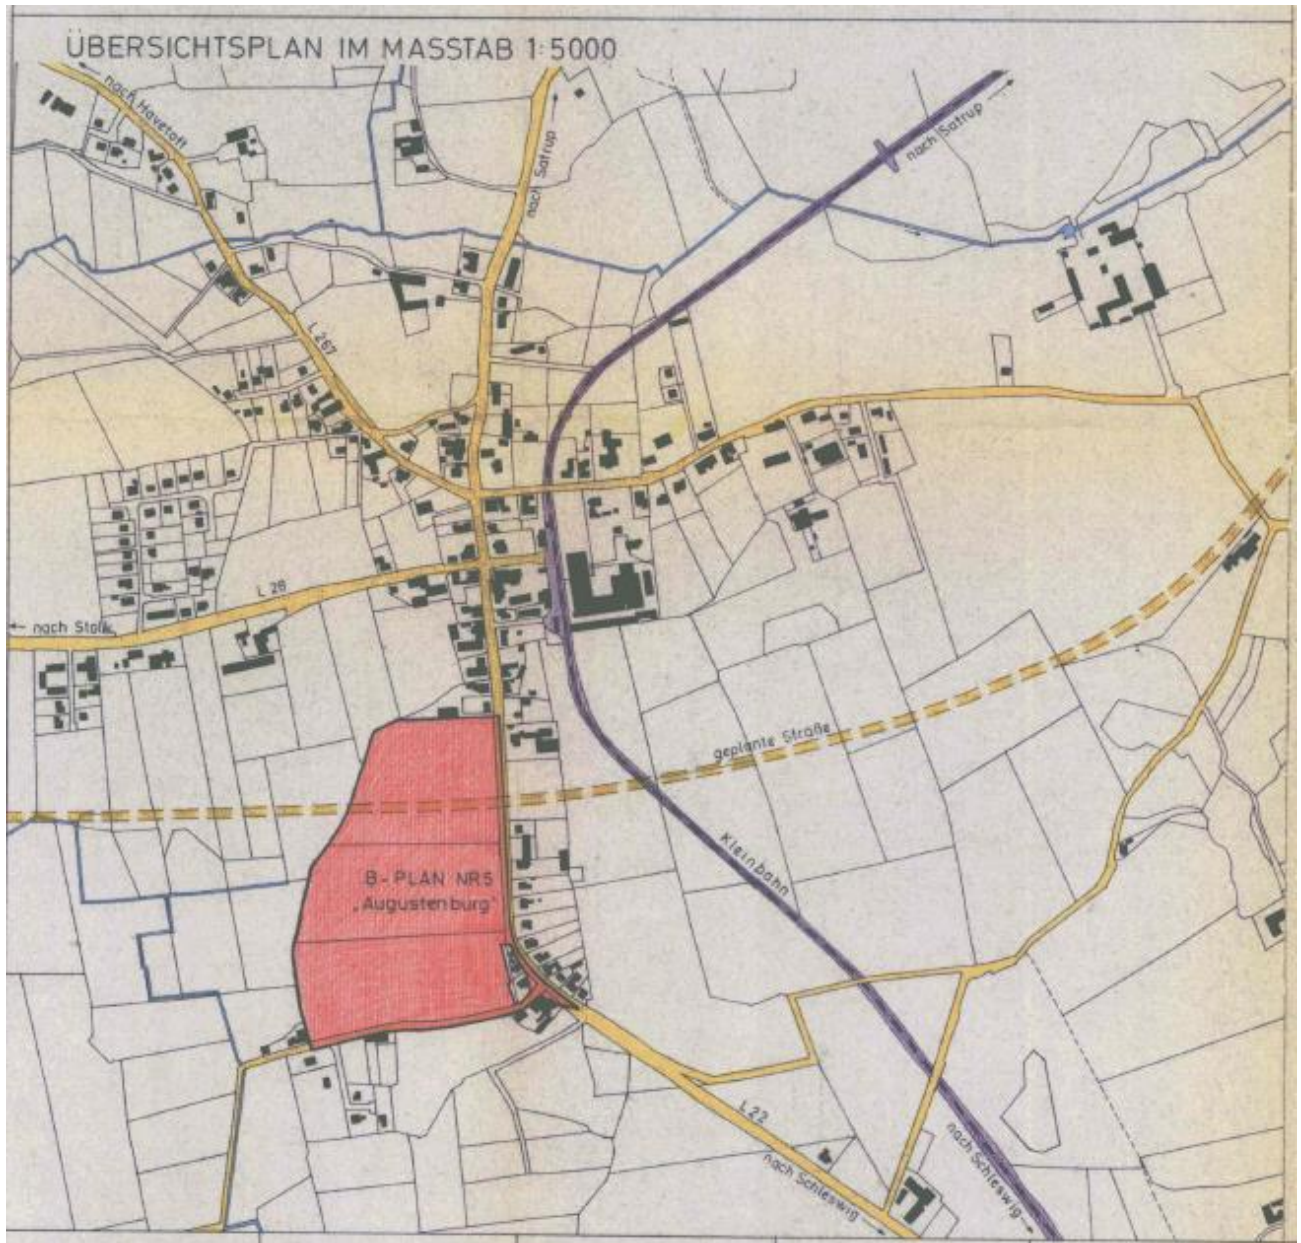 ÜBERSICHTSPLAN IM MASSTAB 1:5000
nach Havetoft
nach Satrup
nach Satrup
L 267
L 28
nach Stolk
geplante Straße
B-PLAN NR5
„Augustenburg“
Kleinbahn
L 22
nach Schleswig
nach Schleswig